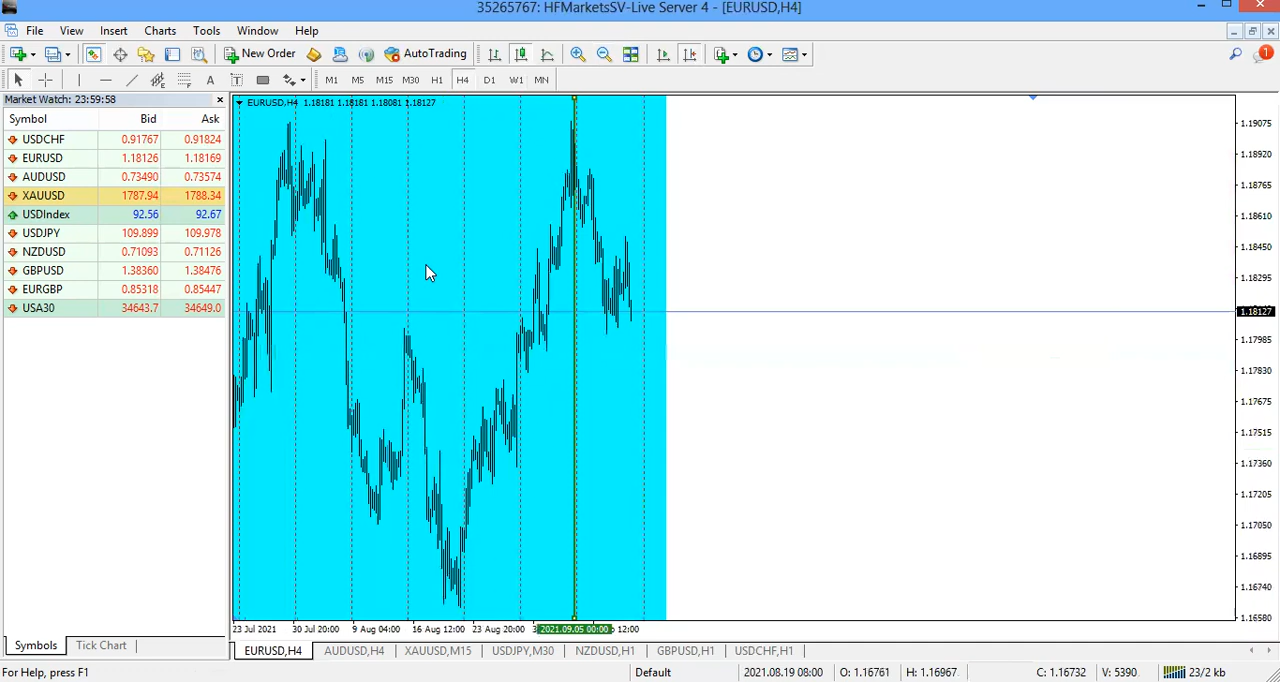 35265767: HFMarketsSV-Live Server 4 - [EURUSD,H4]
File View Insert Charts Tools Window Help
New Order AutoTrading 1
A T M1 M5 M15 M30 H1 H4 D1 W1 MN
Market Watch: 23:59:58
Symbol Bid Ask
USDCHF 0.91767 0.91824
EURUSD 1.18126 1.18169
AUDUSD 0.73490 0.73574
XAUUSD 1787.94 1788.34
USDIndex 92.56 92.67
USDJPY 109.899 109.978
NZDUSD 0.71093 0.71126
GBPUSD 1.38360 1.38476
EURGBP 0.85318 0.85447
USA30 34643.7 34649.0
Symbols Tick Chart
EURUSD,H4 1.18181 1.18181 1.18081 1.18127
1.19075
1.18920
1.18765
1.18610
1.18450
1.18295
1.18127
1.17985
1.17830
1.17675
1.17515
1.17360
1.17205
1.16895
1.16740
1.16580
23 Jul 2021 30 Jul 20:00 9 Aug 04:00 16 Aug 12:00 23 Aug 20:00 2021.09.05 00:00 12:00
EURUSD,H4 AUDUSD,H4 XAUUSD,M15 USDJPY,M30 NZDUSD,H1 GBPUSD,H1 USDCHF,H1
For Help, press F1 Default 2021.08.19 08:00 O: 1.16761 H: 1.16967 C: 1.16732 V: 5390 23/2 kb